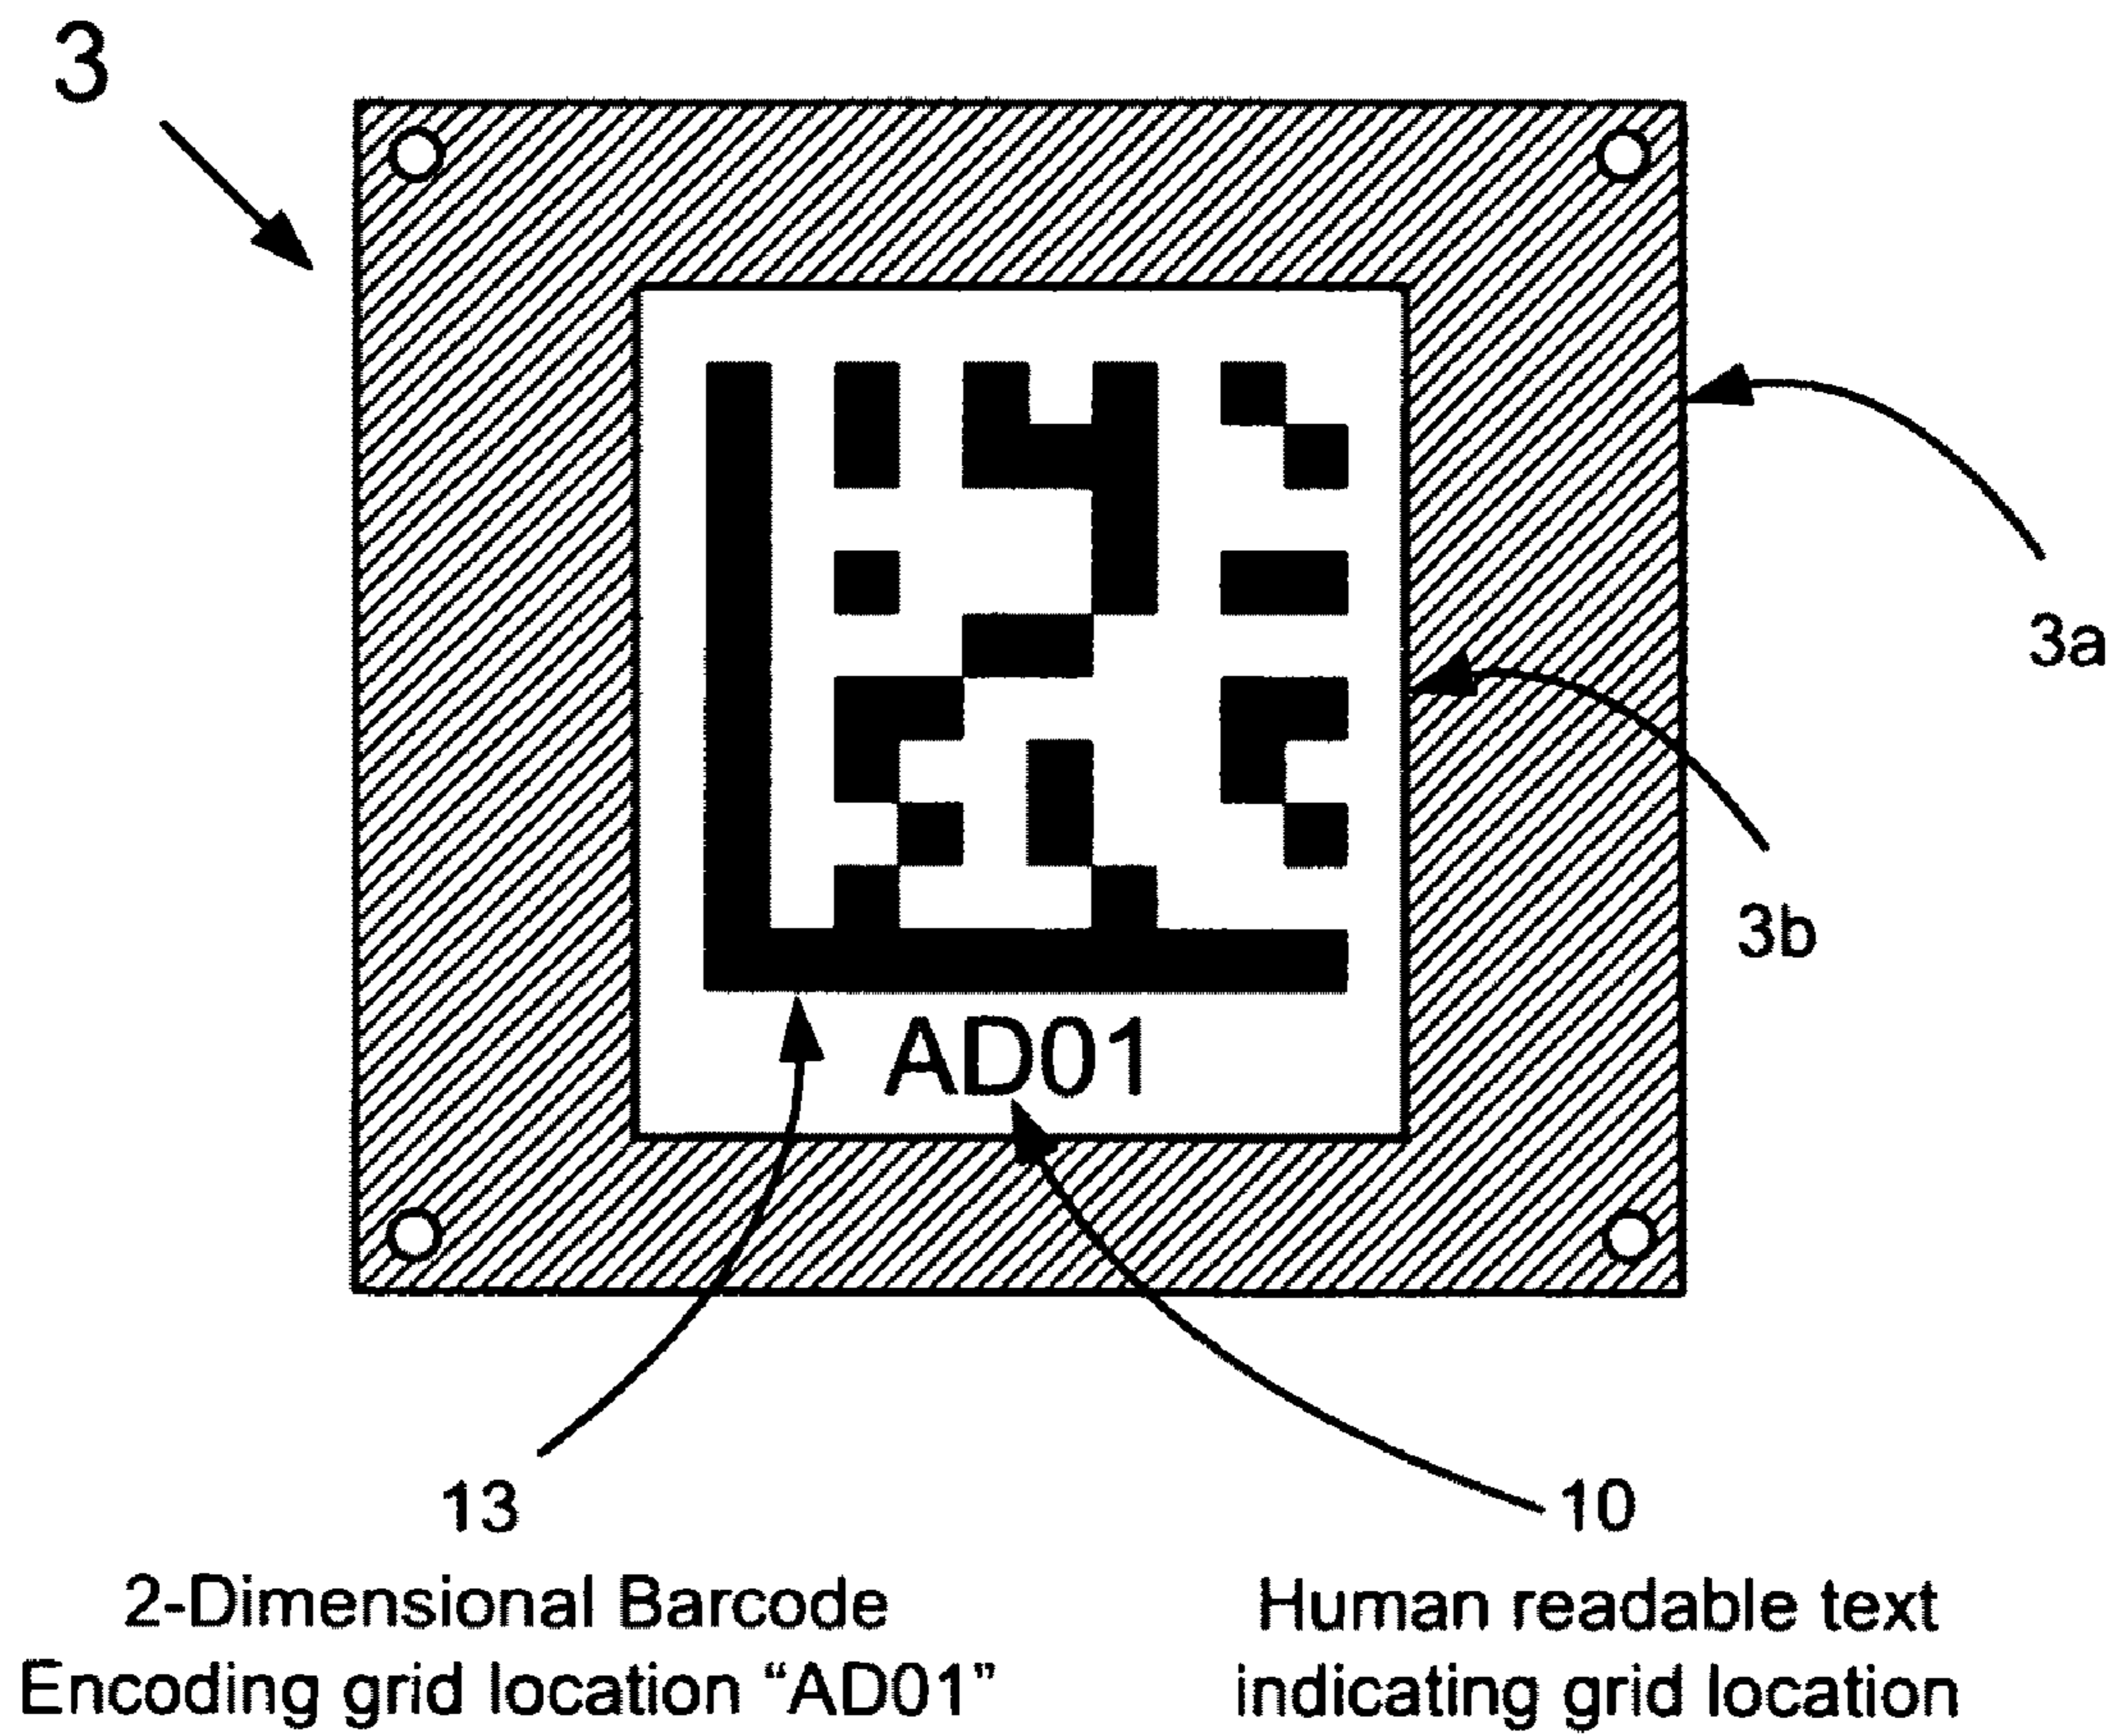 3
3a
3b
AD01
13
2-Dimensional Barcode
Encoding grid location “AD01”
10
Human readable text
indicating grid location